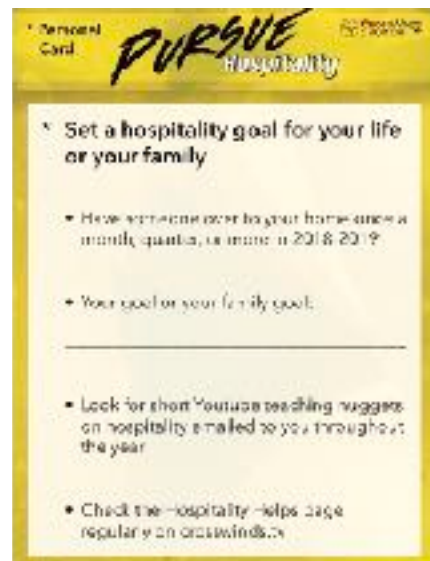 * Personal
Card
PURSUE
Hospitality
* Set a hospitality goal for your life
or your family
• Have someone over to your home once a
month, quarter, or more in 2018-2019
• Your goal or your family goal:
• Look for short Youtube teaching nuggets
on hospitality emailed to you throughout
the year
• Check the Hospitality Helps page
regularly on crosswinds.tv